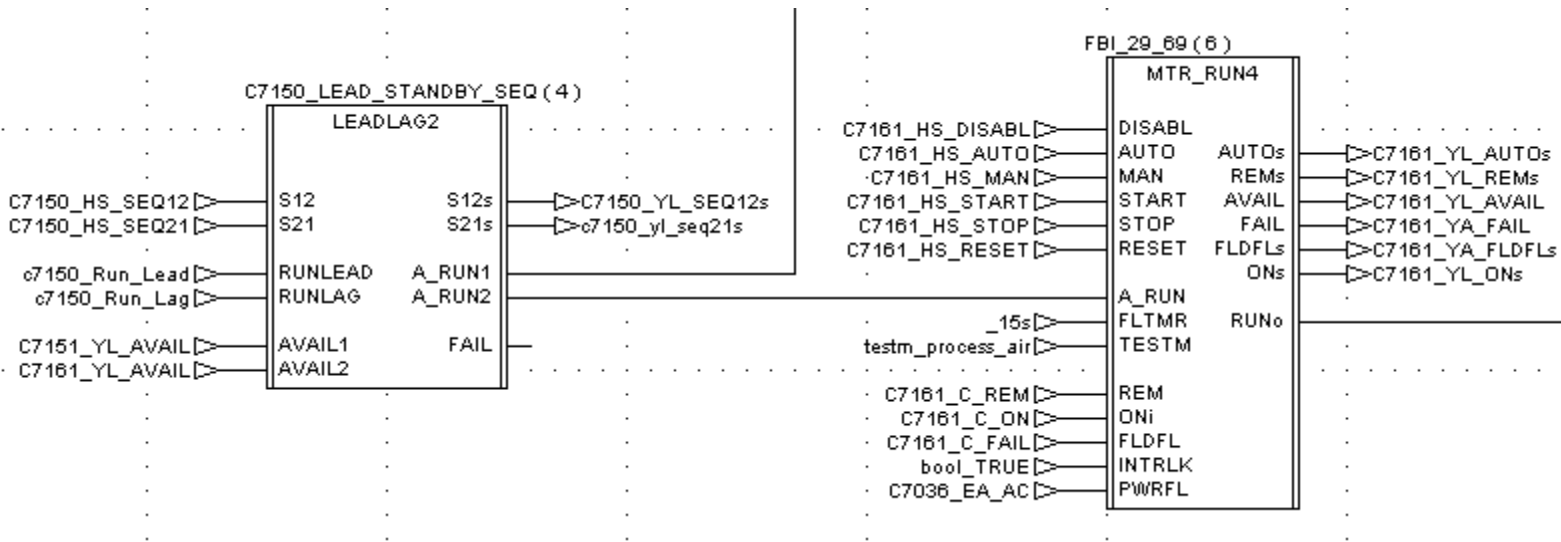 C7150_LEAD_STANDBY_SEQ(4)
LEADLAG2
C7150_HS_SEQ12 S12 S12s C7150_YL_SEQ12s
C7150_HS_SEQ21 S21 S21s c7150_yl_seq21s
c7150_Run_Lead RUNLEAD A_RUN1
c7150_Run_Lag RUNLAG A_RUN2
C7151_YL_AVAIL AVAIL1 FAIL
C7161_YL_AVAIL AVAIL2
FBI_29_69(6)
MTR_RUN4
C7161_HS_DISABL DISABL
C7161_HS_AUTO AUTO AUTOs C7161_YL_AUTOs
C7161_HS_MAN MAN REMs C7161_YL_REMs
C7161_HS_START START AVAIL C7161_YL_AVAIL
C7161_HS_STOP STOP FAIL C7161_YA_FAIL
C7161_HS_RESET RESET FLDFLs C7161_YA_FLDFLs
ONs C7161_YL_ONs
A_RUN
_15s FLTMR RUNo
testm_process_air TESTM
C7161_C_REM REM
C7161_C_ON ONi
C7161_C_FAIL FLDFL
bool_TRUE INTRLK
C7036_EA_AC PWRFL